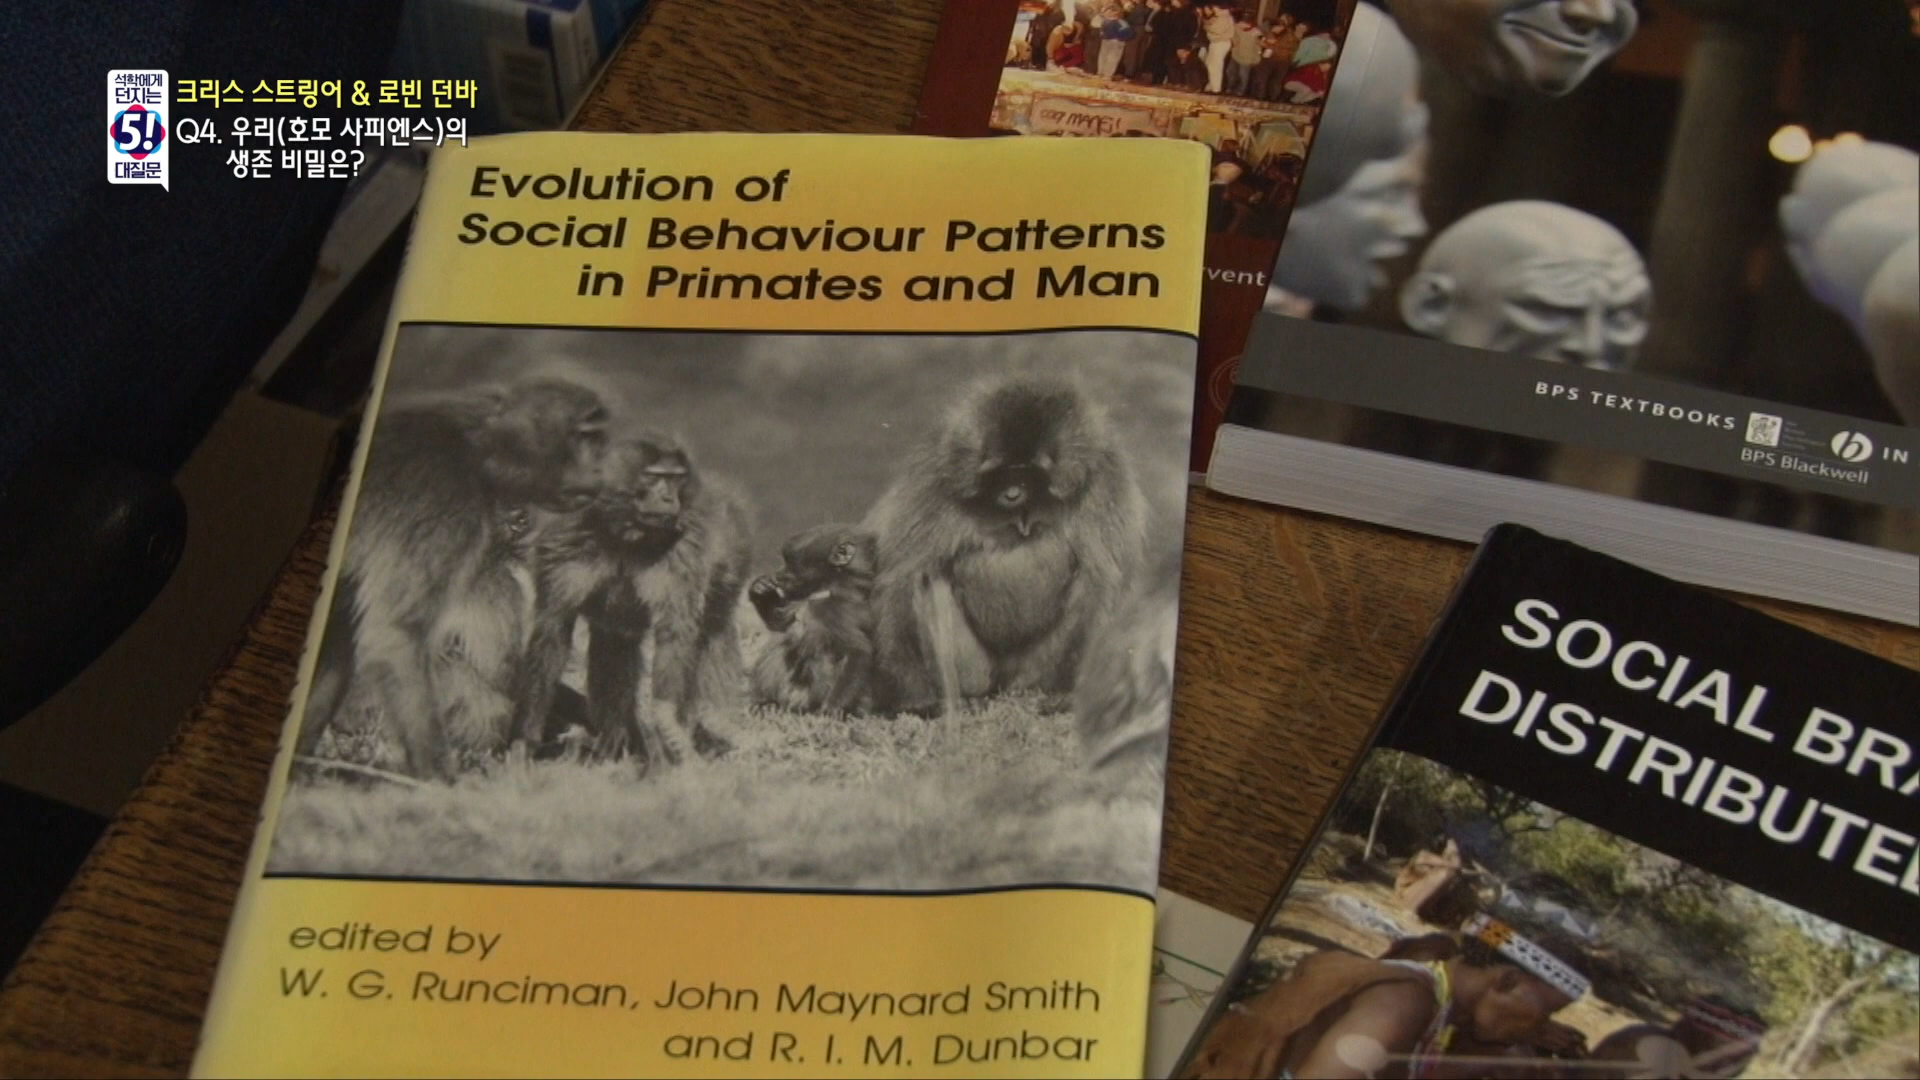 석학에게
던지는
5!
대질문
크리스 스트링어 & 로빈 던바
Q4. 우리(호모 사피엔스)의
생존 비밀은?
Evolution of
Social Behaviour Patterns
in Primates and Man
edited by
W. G. Runciman, John Maynard Smith
and R. I. M. Dunbar
BPS TEXTBOOKS
BPS Blackwell
IN
SOCIAL